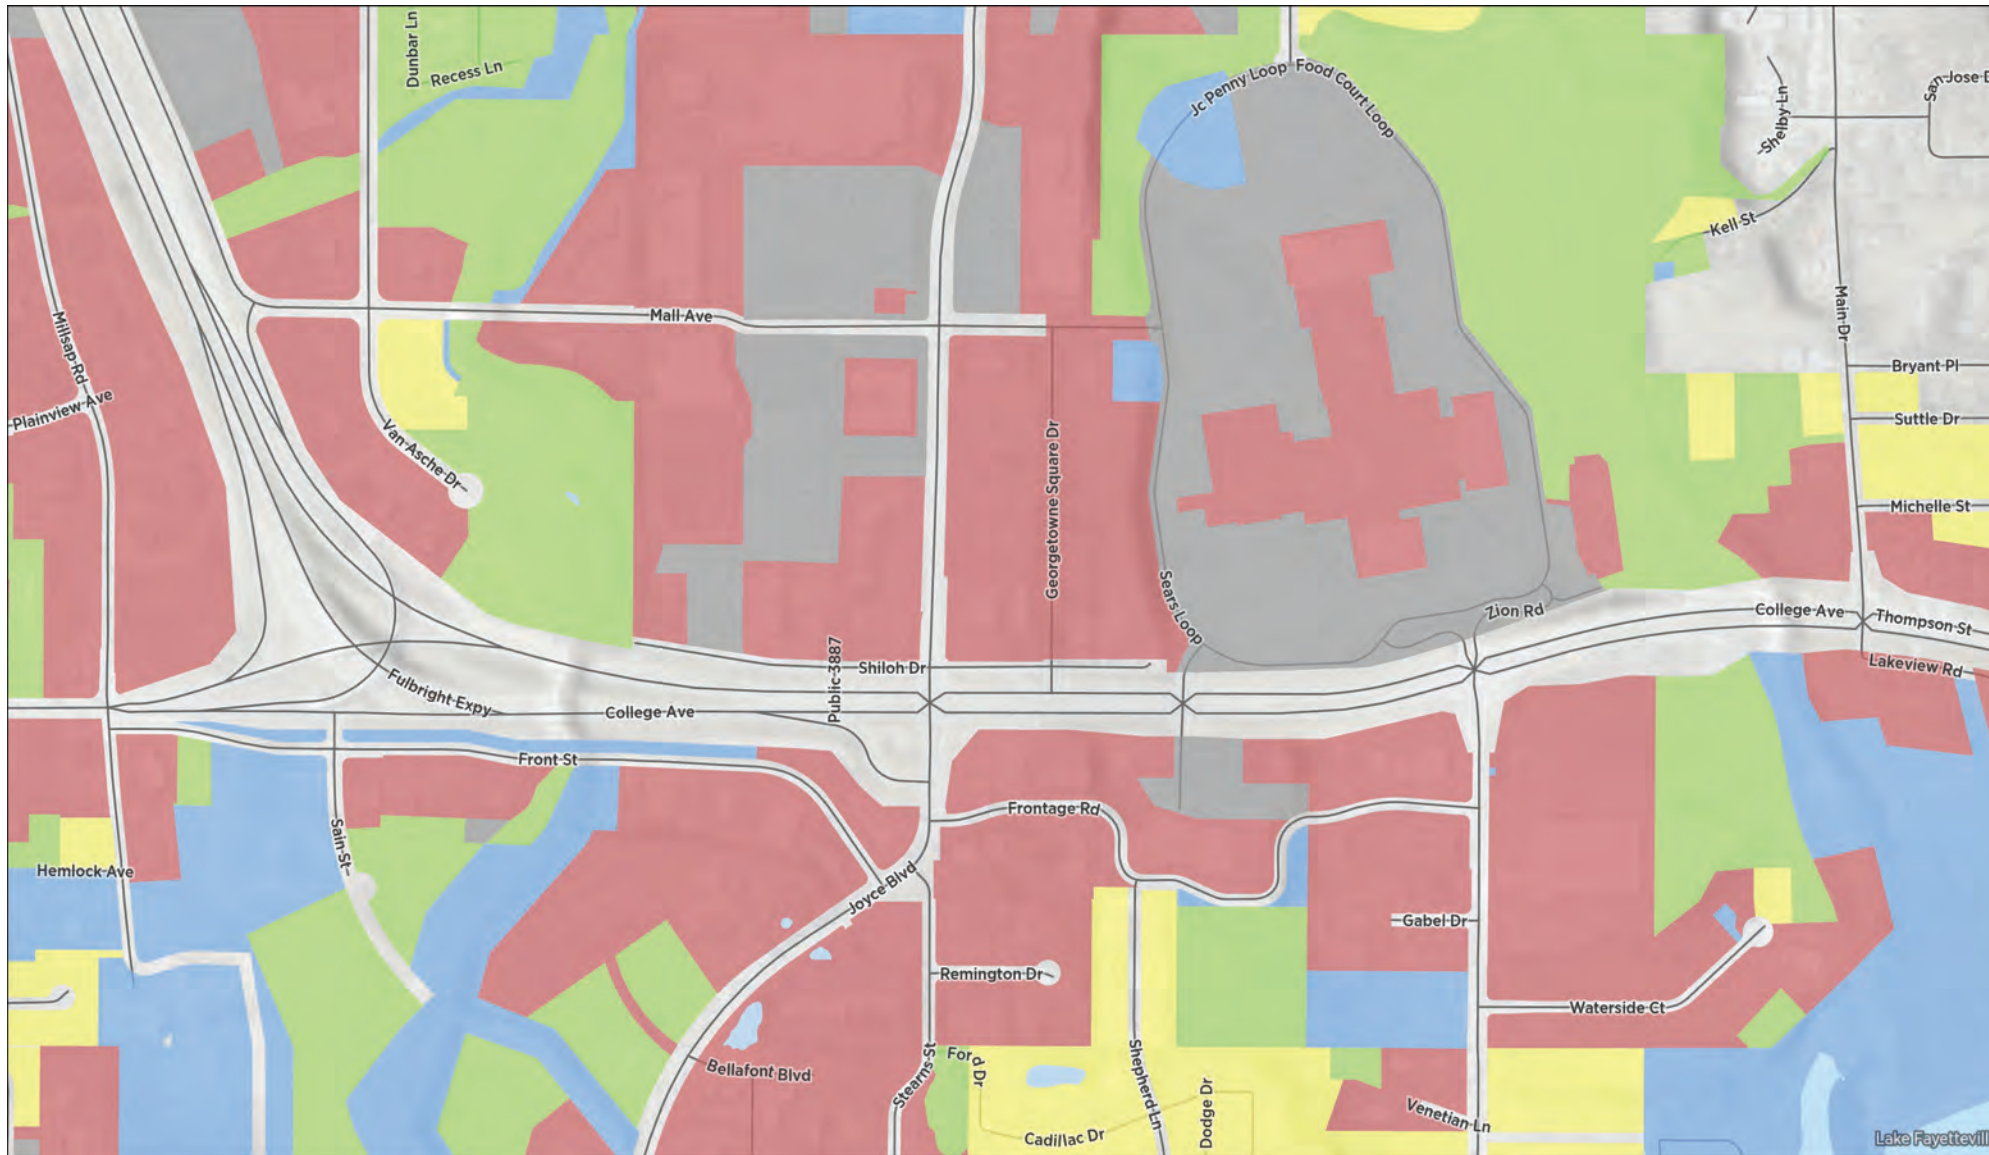 Dunbar Ln
Recess Ln
Jc Penny Loop
Food Court Loop
Shelby Ln
San Jose
Kell St
Millsap Rd
Mall Ave
Main Dr
Bryant Pl
Plainview Ave
Van Asche Dr
Suttle Dr
Georgetowne Square Dr
Michelle St
Sears Loop
Zion Rd
College Ave
Thompson St
Public 3887
Shiloh Dr
Lakeview Rd
Fulbright Expy
College Ave
Front St
Frontage Rd
Sain St
Hemlock Ave
Joyce Blvd
Gabel Dr
Remington Dr
Waterside Ct
Bellafont Blvd
Stearns St
Ford Dr
Shepherd Ln
Dodge Dr
Venetian Ln
Cadillac Dr
Lake Fayettevill